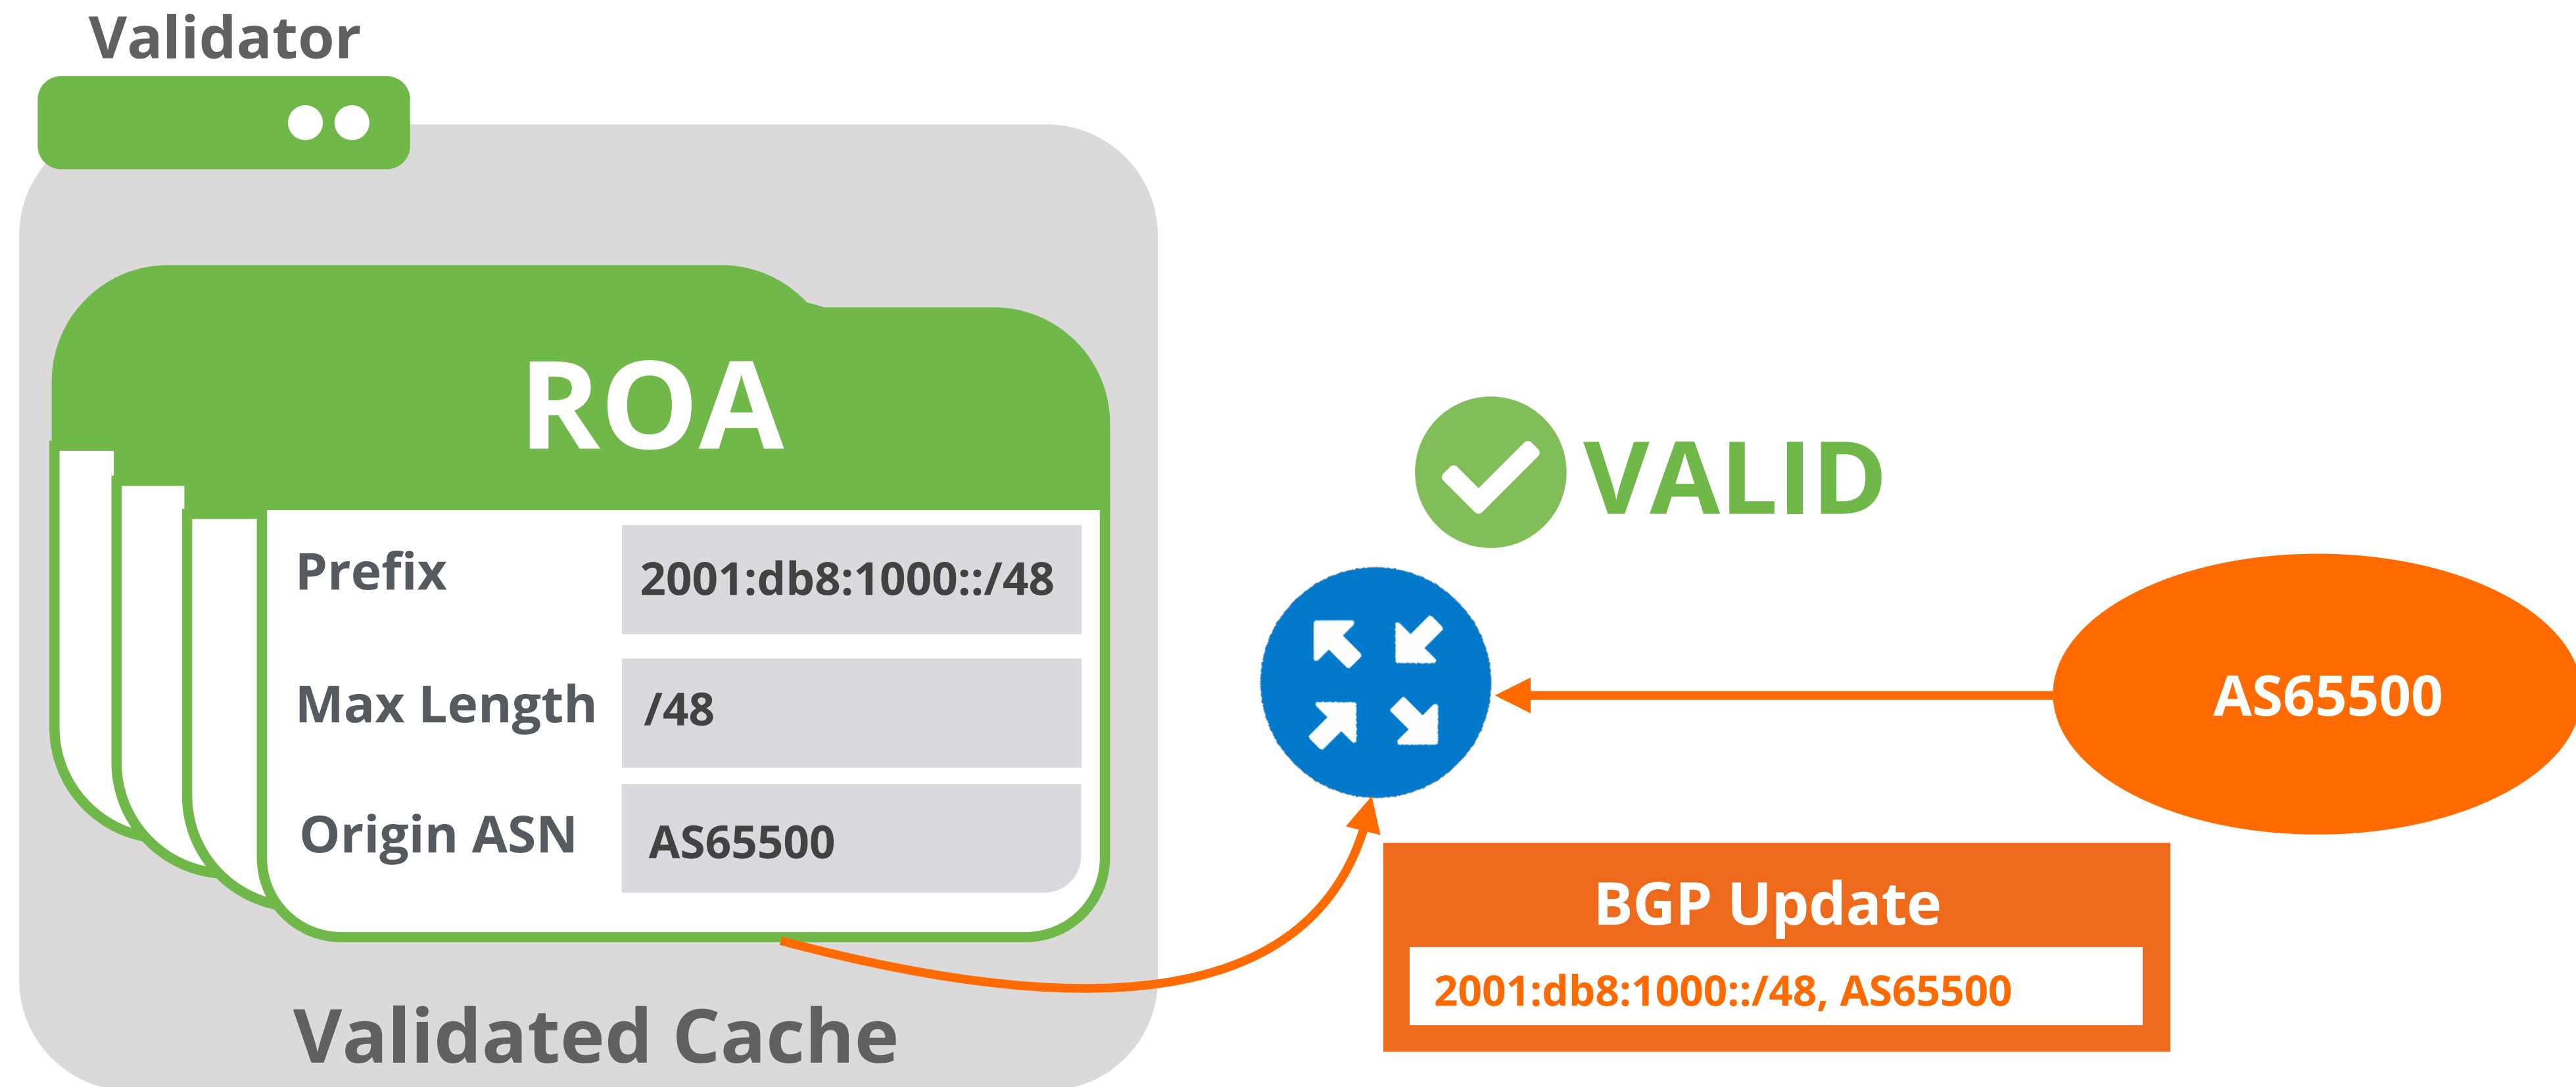 Validator
ROA
Prefix 2001:db8:1000::/48
Max Length /48
Origin ASN AS65500
Validated Cache
VALID
AS65500
BGP Update
2001:db8:1000::/48, AS65500